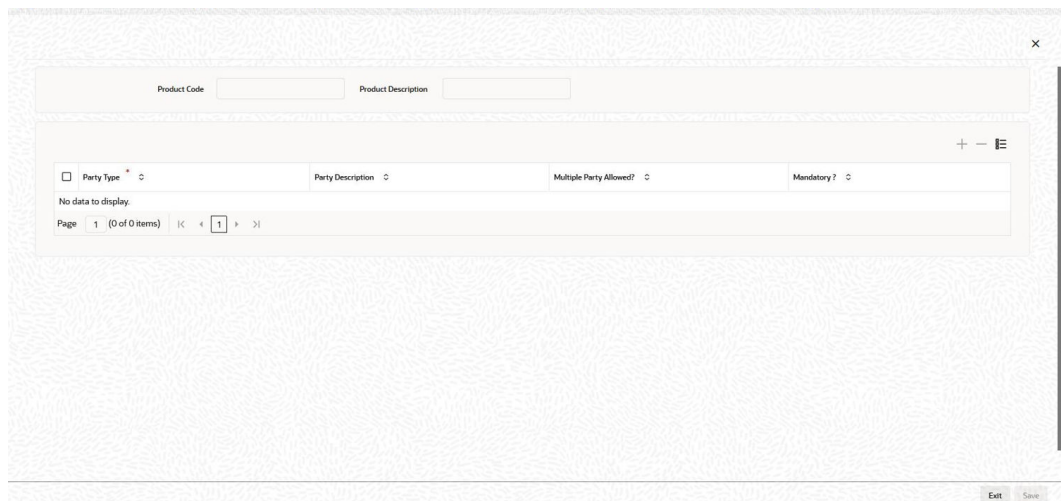 Product Code Product Description
Party Type * Party Description Multiple Party Allowed? Mandatory ?
No data to display.
Page 1 (0 of 0 items) 1
Exit Save